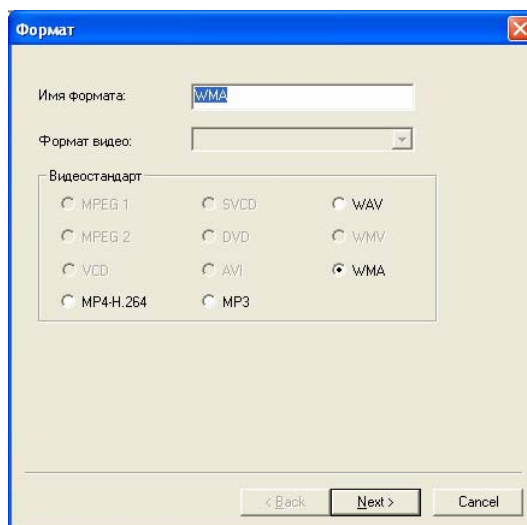 Формат
Имя формата: WMA
Формат видео:
Видеостандарт
MPEG 1 SVCD WAV
MPEG 2 DVD WMV
VCD AVI WMA
MP4-H.264 MP3
< Back Next > Cancel